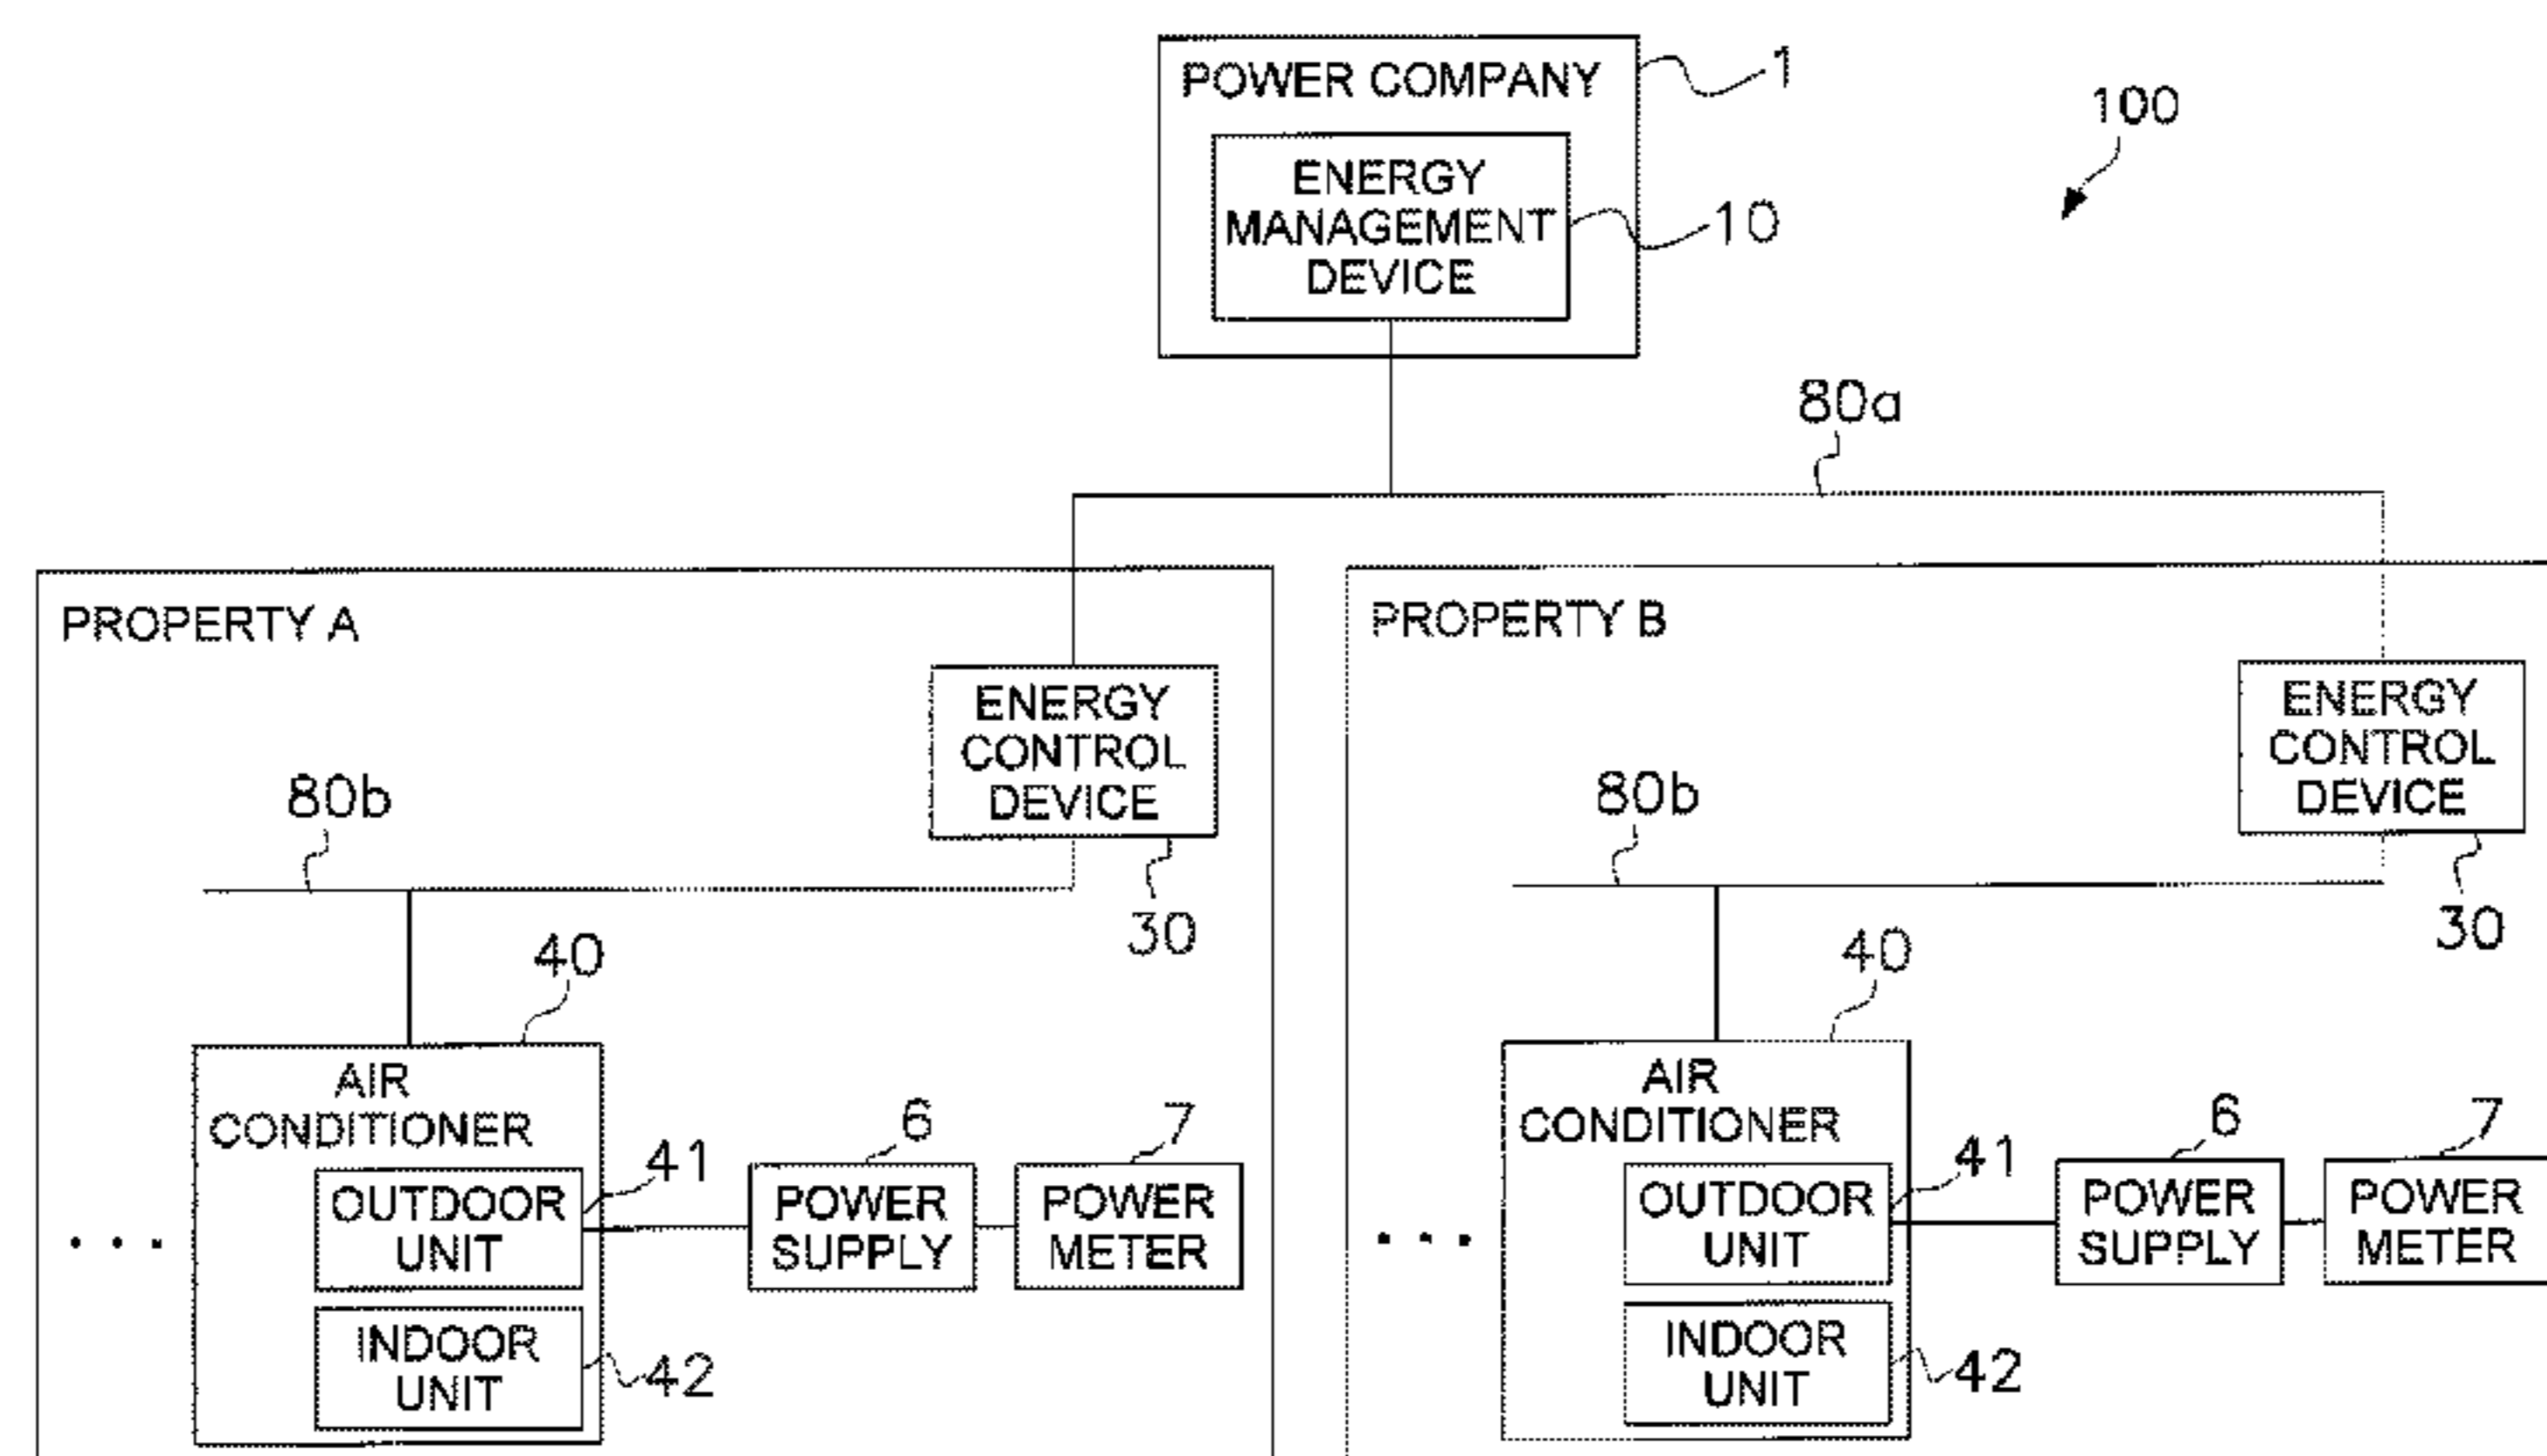 POWER COMPANY
1
100
ENERGY
MANAGEMENT
DEVICE
10
80a
PROPERTY A
ENERGY
CONTROL
DEVICE
30
80b
40
AIR
CONDITIONER
41
OUTDOOR
UNIT
6
POWER
SUPPLY
7
POWER
METER
. . .
INDOOR
UNIT
42
PROPERTY B
ENERGY
CONTROL
DEVICE
30
80b
40
AIR
CONDITIONER
41
OUTDOOR
UNIT
6
POWER
SUPPLY
7
POWER
METER
. . .
INDOOR
UNIT
42